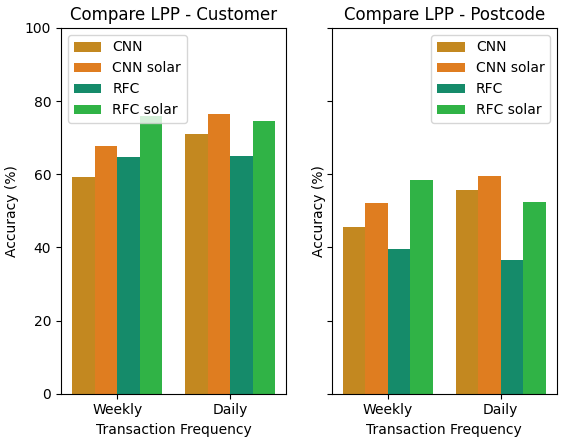 Compare LPP - Customer
Accuracy (%)
100
80
60
40
20
0
CNN
CNN solar
RFC
RFC solar
Weekly
Daily
Transaction Frequency
Compare LPP - Postcode
Accuracy (%)
CNN
CNN solar
RFC
RFC solar
Weekly
Daily
Transaction Frequency